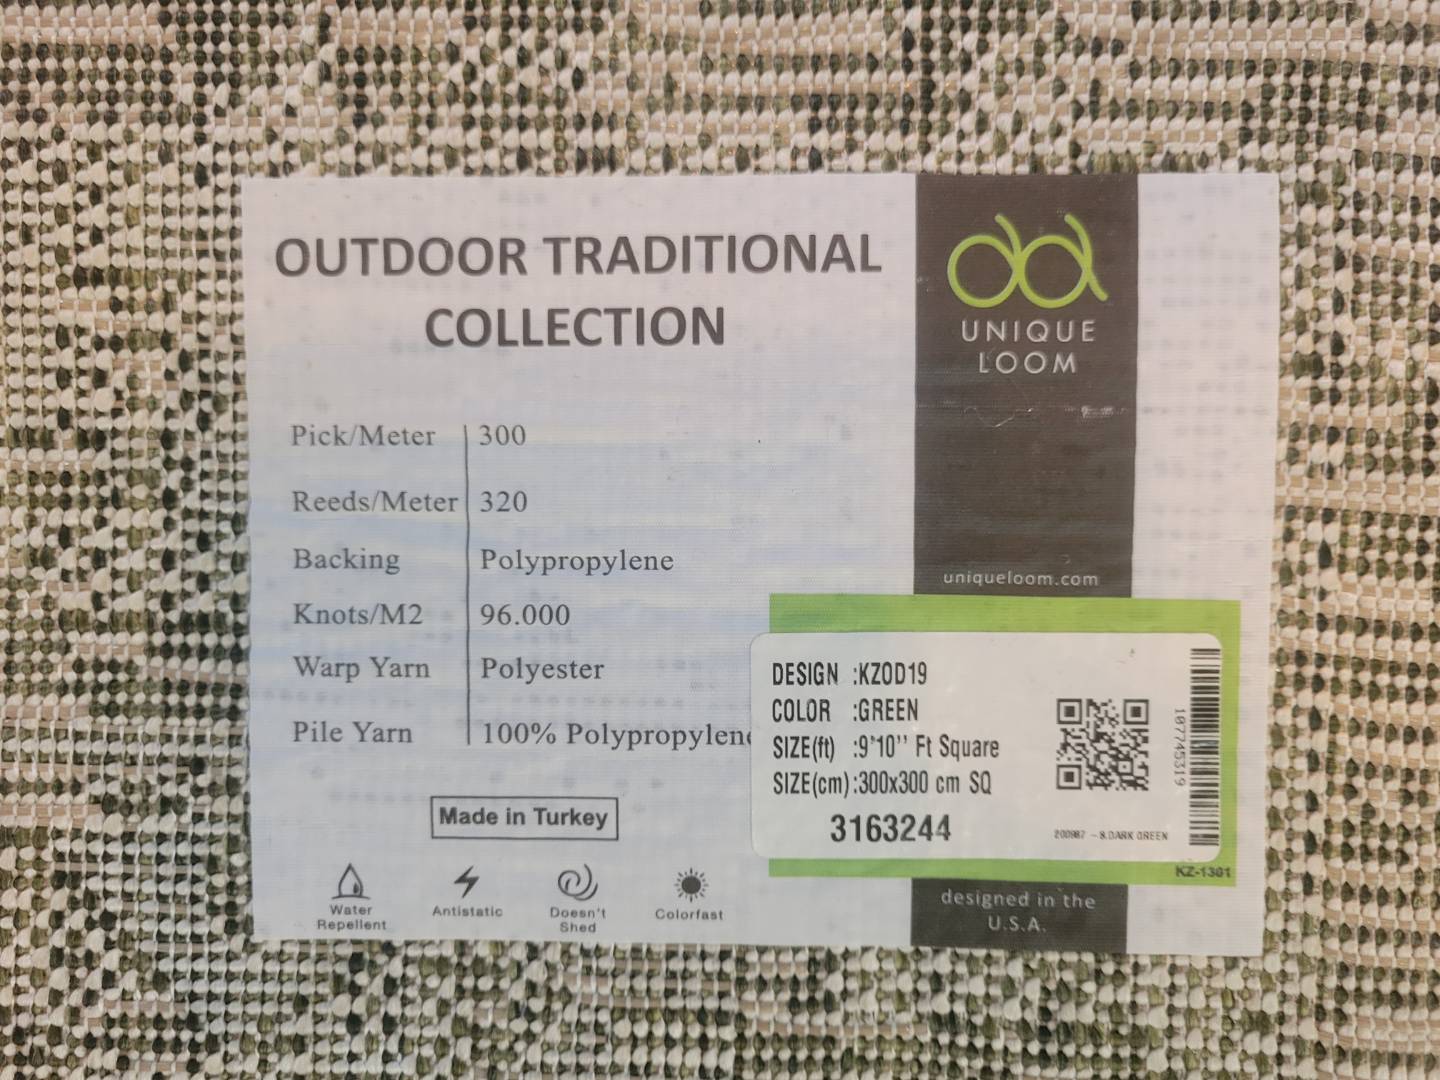 OUTDOOR TRADITIONAL
COLLECTION
UNIQUE
LOOM
Pick/Meter 300
Reeds/Meter 320
Backing Polypropylene
Knots/M2 96.000
Warp Yarn Polyester
Pile Yarn 100% Polypropylene
Made in Turkey
Water
Repellent
Antistatic
Doesn't
Shed
Colorfast
uniqueloom.com
DESIGN :KZOD19
COLOR :GREEN
SIZE(ft) :9'10'' Ft Square
SIZE(cm):300x300 cm SQ
3163244
107745319
200987 - S.DARK GREEN
KZ-1301
designed in the
U.S.A.